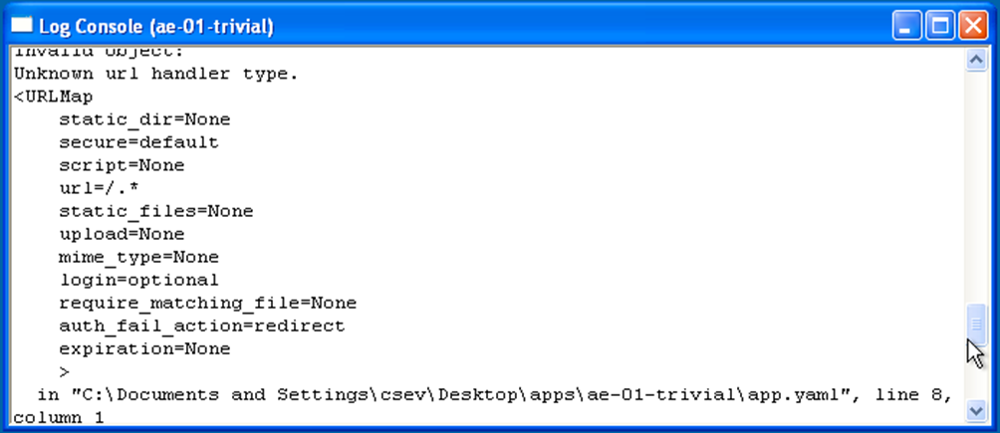 Log Console (ae-01-trivial)
Invalid object:
Unknown url handler type.
<URLMap
static_dir=None
secure=default
script=None
url=/.*
static_files=None
upload=None
mime_type=None
login=optional
require_matching_file=None
auth_fail_action=redirect
expiration=None
>
in "C:\Documents and Settings\csev\Desktop\apps\ae-01-trivial\app.yaml", line 8,
column 1